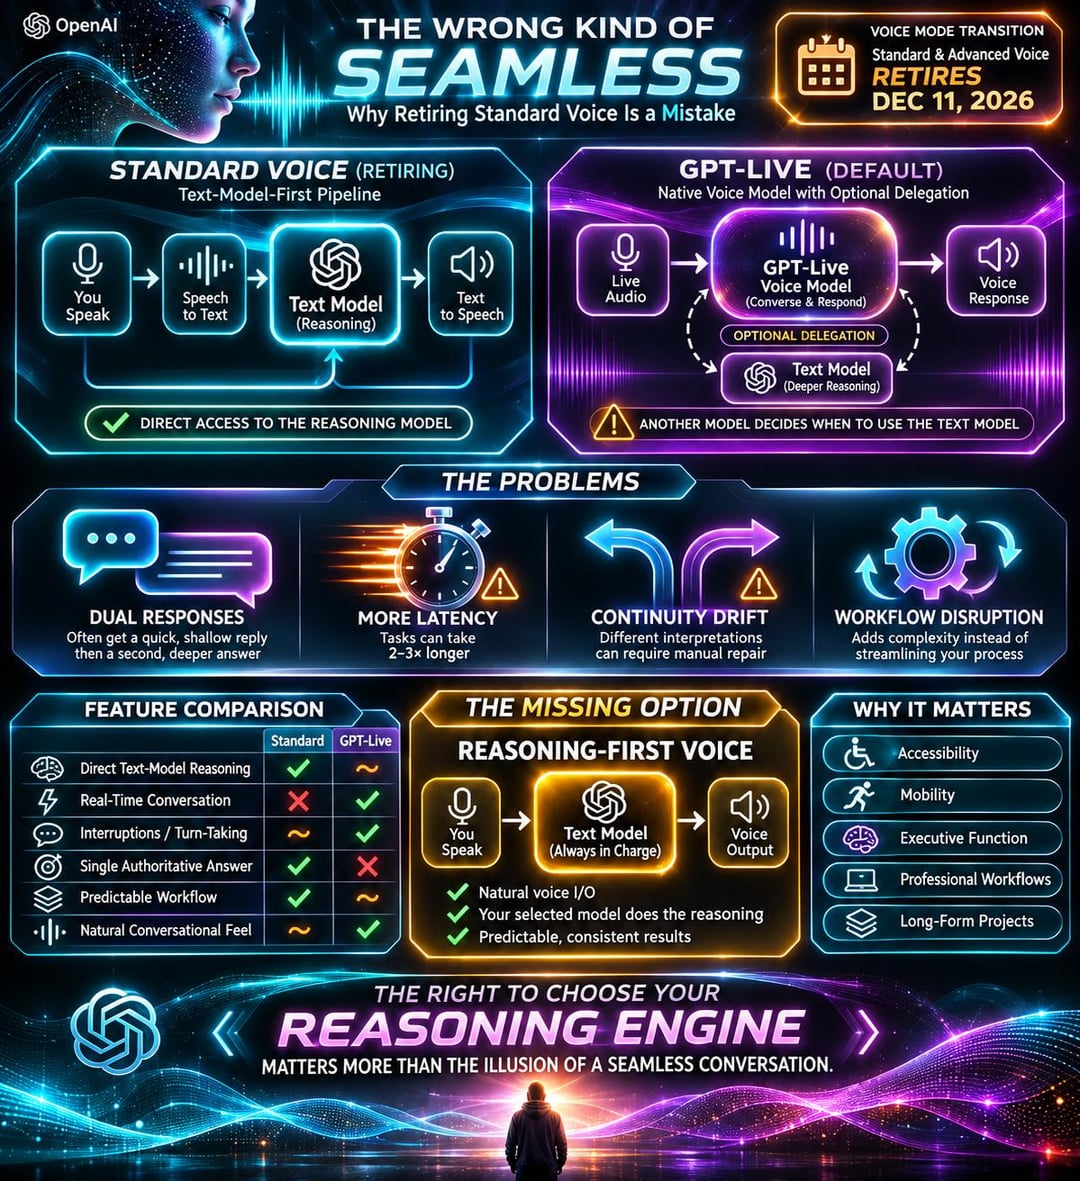 OpenAI
THE WRONG KIND OF
SEAMLESS
Why Retiring Standard Voice Is a Mistake
VOICE MODE TRANSITION
Standard & Advanced Voice
RETIRES
DEC 11, 2026
STANDARD VOICE (RETIRING)
Text-Model-First Pipeline
You
Speak
Speech
to Text
Text Model
(Reasoning)
Text
to Speech
DIRECT ACCESS TO THE REASONING MODEL
GPT-LIVE (DEFAULT)
Native Voice Model with Optional Delegation
Live
Audio
GPT-Live
Voice Model
(Converse & Respond)
Voice
Response
OPTIONAL DELEGATION
Text Model
(Deeper Reasoning)
ANOTHER MODEL DECIDES WHEN TO USE THE TEXT MODEL
THE PROBLEMS
DUAL RESPONSES
Often get a quick, shallow reply
then a second, deeper answer
MORE LATENCY
Tasks can take
2–3× longer
CONTINUITY DRIFT
Different interpretations
can require manual repair
WORKFLOW DISRUPTION
Adds complexity instead of
streamlining your process
FEATURE COMPARISON
Standard GPT-Live
Direct Text-Model Reasoning
Real-Time Conversation
Interruptions / Turn-Taking
Single Authoritative Answer
Predictable Workflow
Natural Conversational Feel
THE MISSING OPTION
REASONING-FIRST VOICE
You
Speak
Text Model
(Always in Charge)
Voice
Output
Natural voice I/O
Your selected model does the reasoning
Predictable, consistent results
WHY IT MATTERS
Accessibility
Mobility
Executive Function
Professional Workflows
Long-Form Projects
THE RIGHT TO CHOOSE YOUR
REASONING ENGINE
MATTERS MORE THAN THE ILLUSION OF A SEAMLESS CONVERSATION.